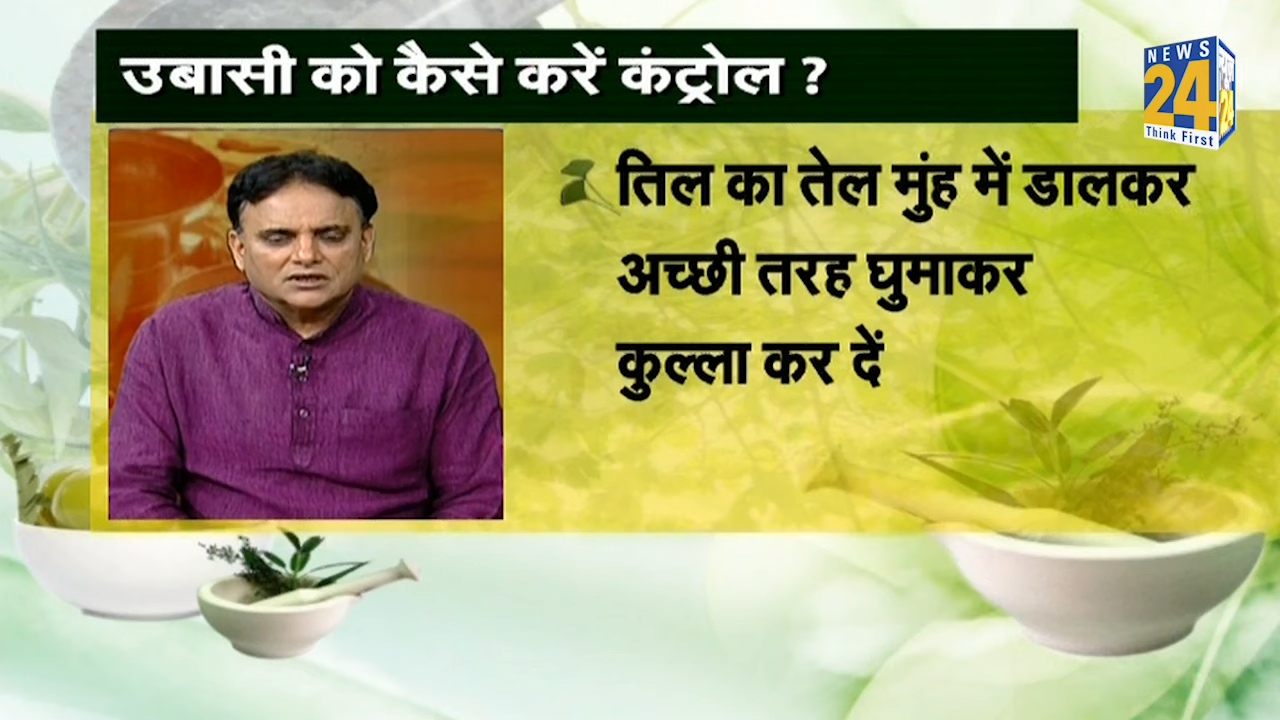 उबासी को कैसे करें कंट्रोल ?
NEWS
24
Think First
तिल का तेल मुंह में डालकर
अच्छी तरह घुमाकर
कुल्ला कर दें